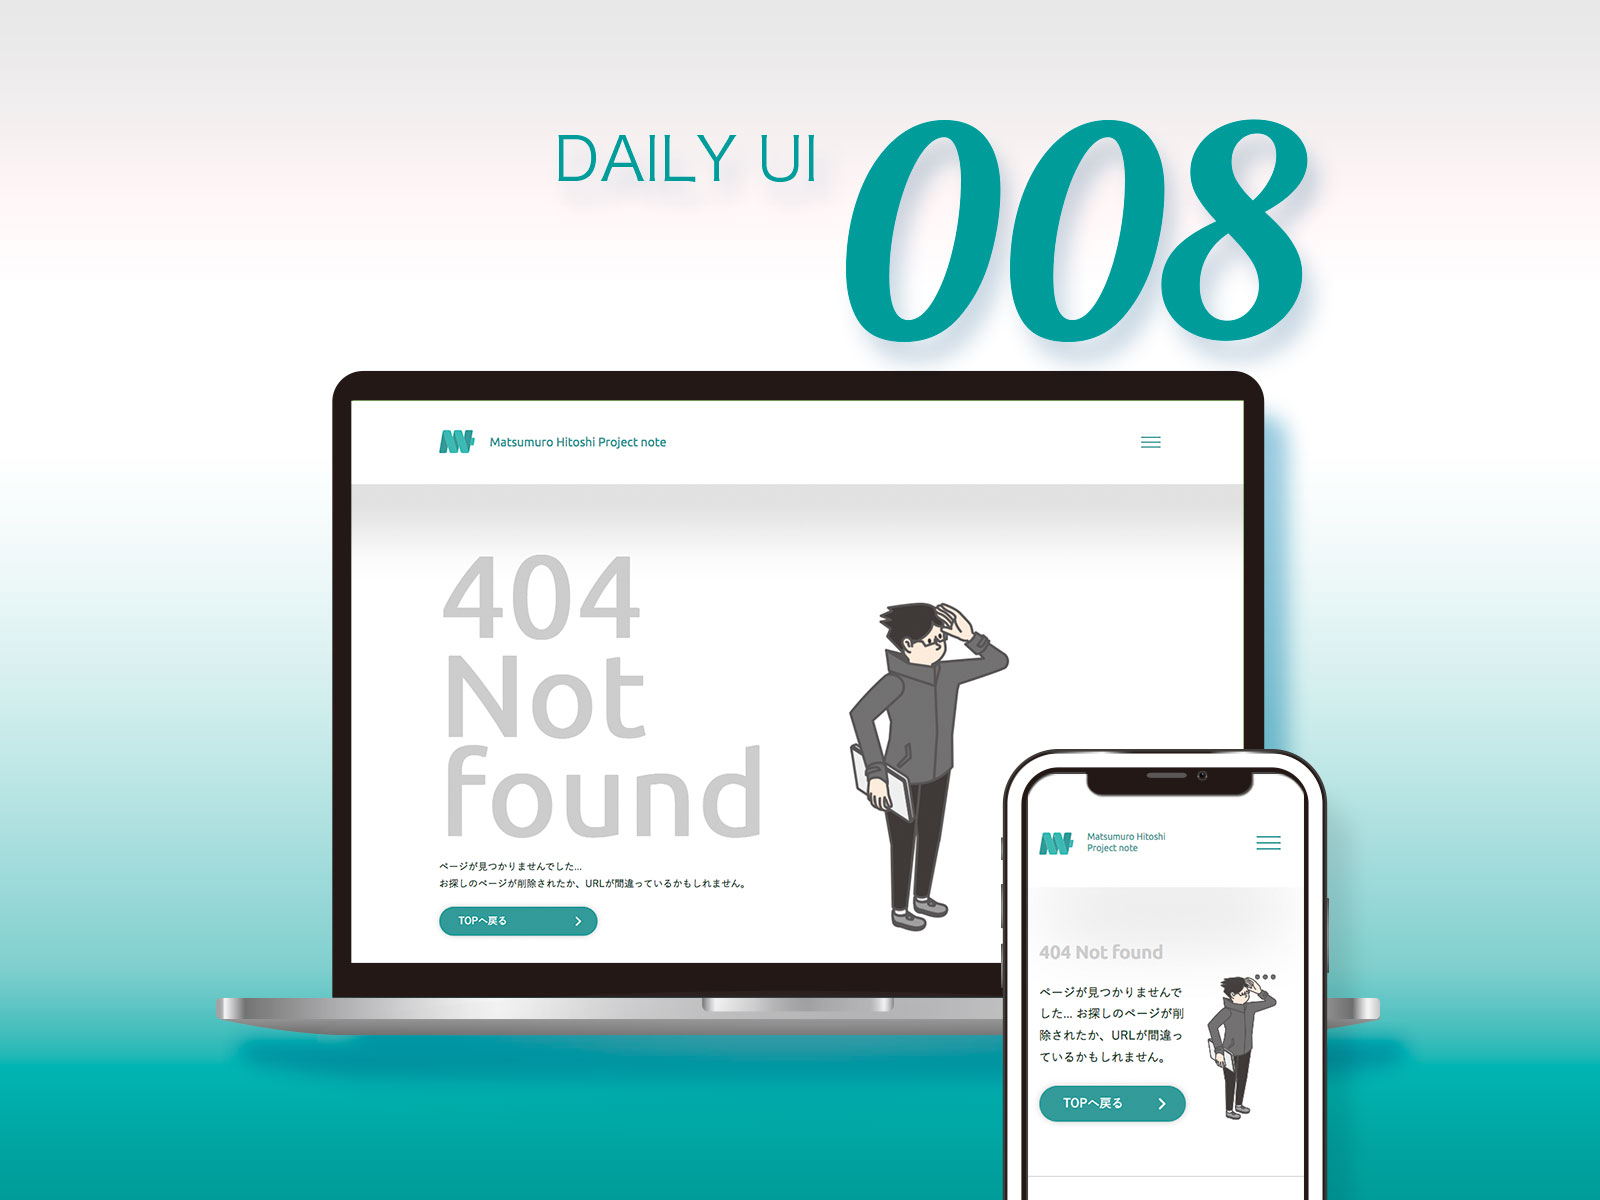 DAILY UI
008
Matsumuro Hitoshi Project note
404
Not
found
ページが見つかりませんでした...
お探しのページが削除されたか、URLが間違っているかもしれません。
TOPへ戻る
Matsumuro Hitoshi
Project note
404 Not found
ページが見つかりませんで
した... お探しのページが削
除されたか、URLが間違っ
ているかもしれません。
TOPへ戻る